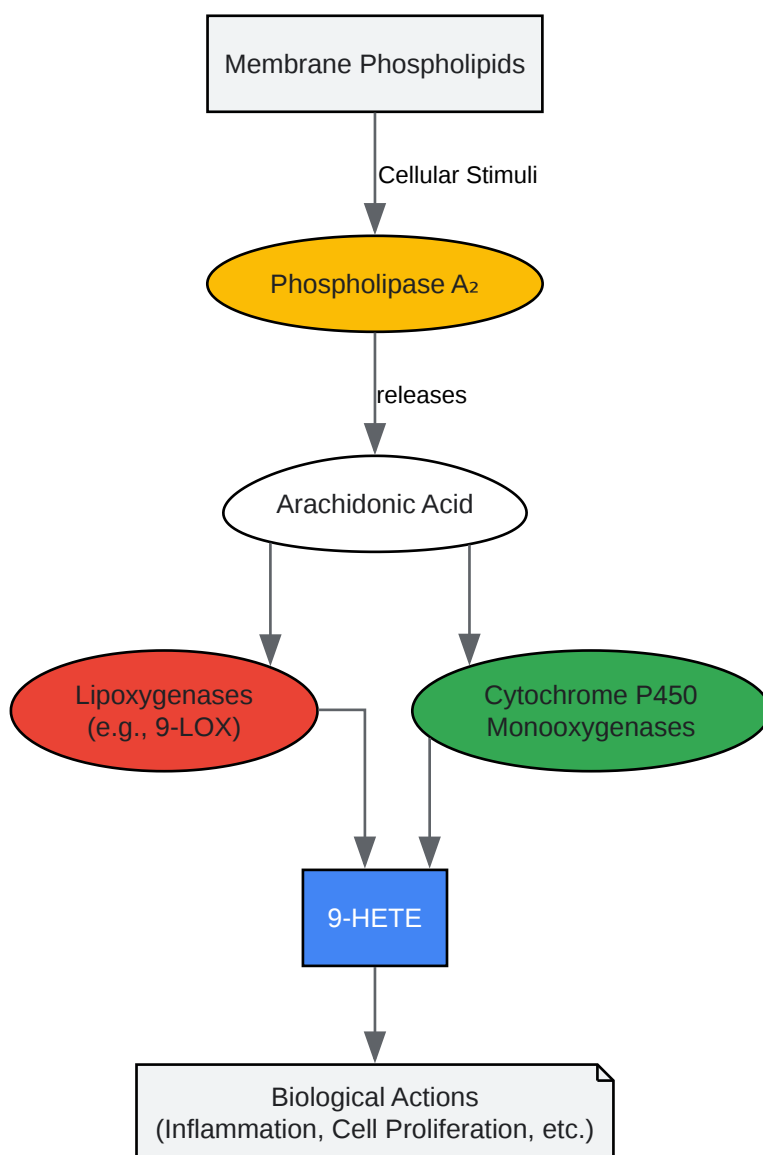 Membrane Phospholipids
Cellular Stimuli
Phospholipase A₂
releases
Arachidonic Acid
Lipoxygenases
(e.g., 9-LOX)
Cytochrome P450
Monooxygenases
9-HETE
Biological Actions
(Inflammation, Cell Proliferation, etc.)